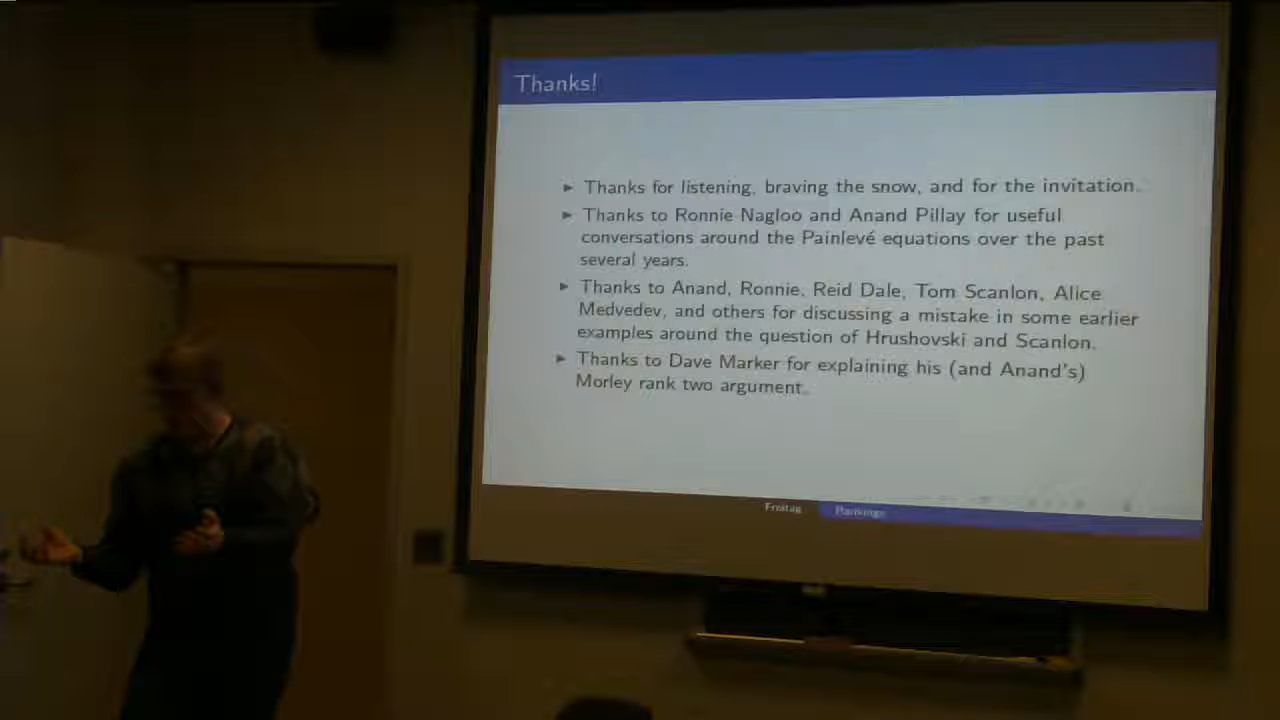 Thanks!
Thanks for listening, braving the snow, and for the invitation.
Thanks to Ronnie Nagloo and Anand Pillay for useful
conversations around the Painlevé equations over the past
several years.
Thanks to Anand, Ronnie, Reid Dale, Tom Scanlon, Alice
Medvedev, and others for discussing a mistake in some earlier
examples around the question of Hrushovski and Scanlon.
Thanks to Dave Marker for explaining his (and Anand's)
Morley rank two argument.
Freitag Rankings